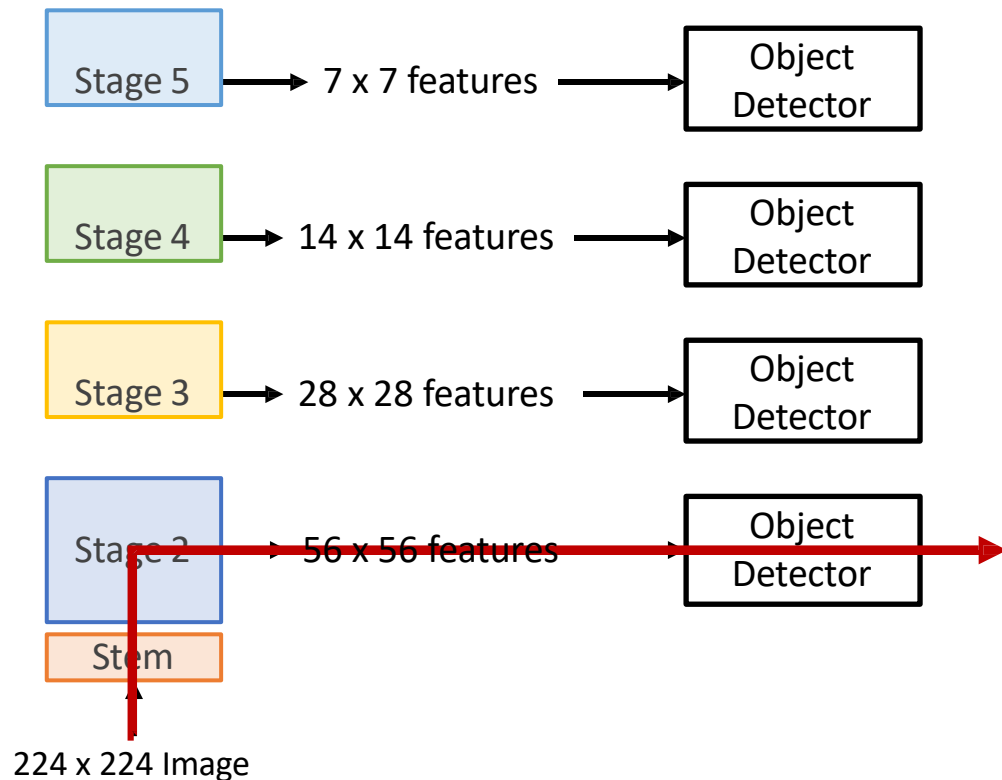 Stage 5
7 x 7 features
Object
Detector
Stage 4
14 x 14 features
Object
Detector
Stage 3
28 x 28 features
Object
Detector
Stage 2
56 x 56 features
Object
Detector
Stem
224 x 224 Image